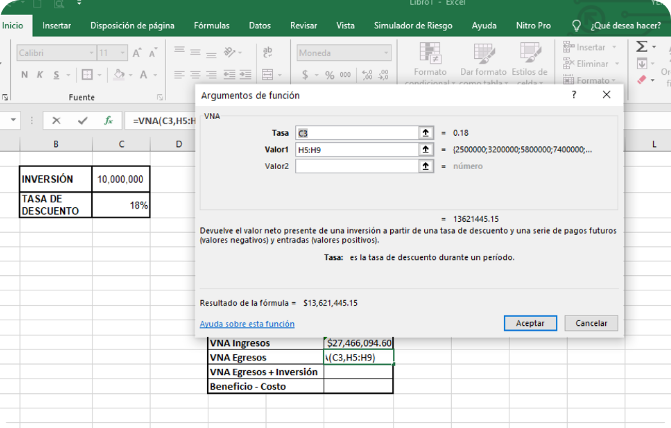 Libro1 - Excel
Inicio Insertar Disposición de página Fórmulas Datos Revisar Vista Simulador de Riesgo Ayuda Nitro Pro ¿Qué desea hacer?
Calibri 11 A A Moneda Insertar
N K S A $ % 000 Formato Dar formato Estilos de Eliminar
condicional como tabla celda Formato
Fuente
=VNA(C3,H5:H
B C D L
INVERSIÓN 10,000,000
TASA DE DESCUENTO 18%
Argumentos de función ? X
VNA
Tasa C3 = 0.18
Valor1 H5:H9 = {2500000;3200000;5800000;7400000;...
Valor2 = número
= 13621445.15
Devuelve el valor neto presente de una inversión a partir de una tasa de descuento y una serie de pagos futuros
(valores negativos) y entradas (valores positivos).
Tasa: es la tasa de descuento durante un período.
Resultado de la fórmula = $13,621,445.15
Ayuda sobre esta función Aceptar Cancelar
VNA Ingresos $27,466,094.60
VNA Egresos \(C3,H5:H9)
VNA Egresos + Inversión
Beneficio - Costo